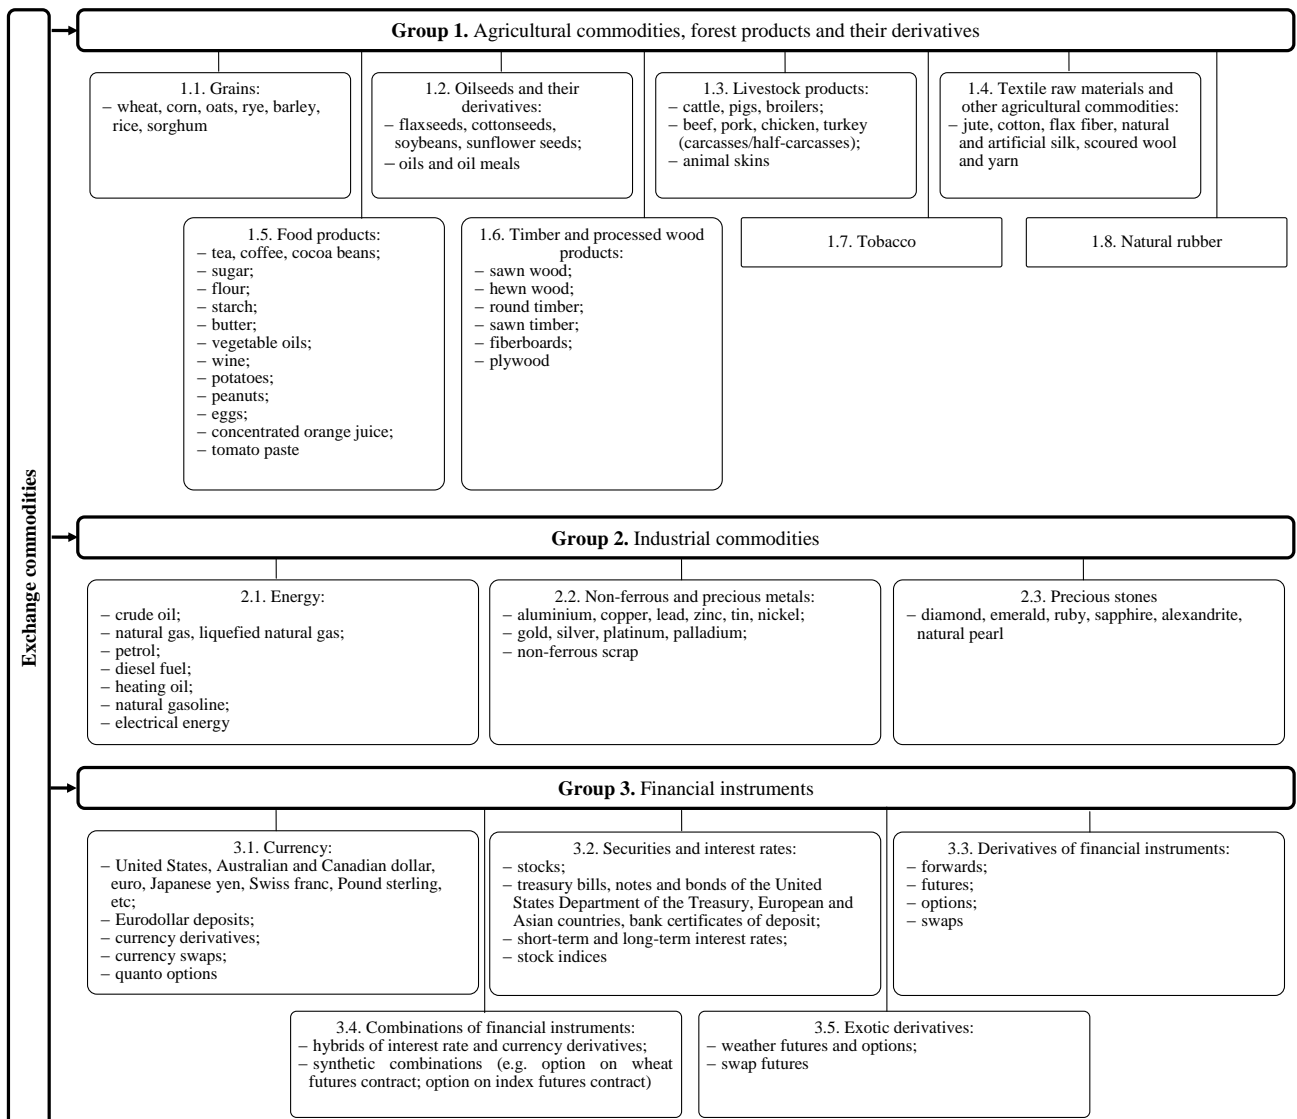 Exchange commodities
Group 1. Agricultural commodities, forest products and their derivatives
1.1. Grains:
– wheat, corn, oats, rye, barley,
rice, sorghum
1.2. Oilseeds and their
derivatives:
– flaxseeds, cottonseeds,
soybeans, sunflower seeds;
– oils and oil meals
1.3. Livestock products:
– cattle, pigs, broilers;
– beef, pork, chicken, turkey
(carcasses/half-carcasses);
– animal skins
1.4. Textile raw materials and
other agricultural commodities:
– jute, cotton, flax fiber, natural
and artificial silk, scoured wool
and yarn
1.5. Food products:
– tea, coffee, cocoa beans;
– sugar;
– flour;
– starch;
– butter;
– vegetable oils;
– wine;
– potatoes;
– peanuts;
– eggs;
– concentrated orange juice;
– tomato paste
1.6. Timber and processed wood
products:
– sawn wood;
– hewn wood;
– round timber;
– sawn timber;
– fiberboards;
– plywood
1.7. Tobacco
1.8. Natural rubber
Group 2. Industrial commodities
2.1. Energy:
– crude oil;
– natural gas, liquefied natural gas;
– petrol;
– diesel fuel;
– heating oil;
– natural gasoline;
– electrical energy
2.2. Non-ferrous and precious metals:
– aluminium, copper, lead, zinc, tin, nickel;
– gold, silver, platinum, palladium;
– non-ferrous scrap
2.3. Precious stones
– diamond, emerald, ruby, sapphire, alexandrite,
natural pearl
Group 3. Financial instruments
3.1. Currency:
– United States, Australian and Canadian dollar,
euro, Japanese yen, Swiss franc, Pound sterling,
etc;
– Eurodollar deposits;
– currency derivatives;
– currency swaps;
– quanto options
3.2. Securities and interest rates:
– stocks;
– treasury bills, notes and bonds of the United
States Department of the Treasury, European and
Asian countries, bank certificates of deposit;
– short-term and long-term interest rates;
– stock indices
3.3. Derivatives of financial instruments:
– forwards;
– futures;
– options;
– swaps
3.4. Combinations of financial instruments:
– hybrids of interest rate and currency derivatives;
– synthetic combinations (e.g. option on wheat
futures contract; option on index futures contract)
3.5. Exotic derivatives:
– weather futures and options;
– swap futures